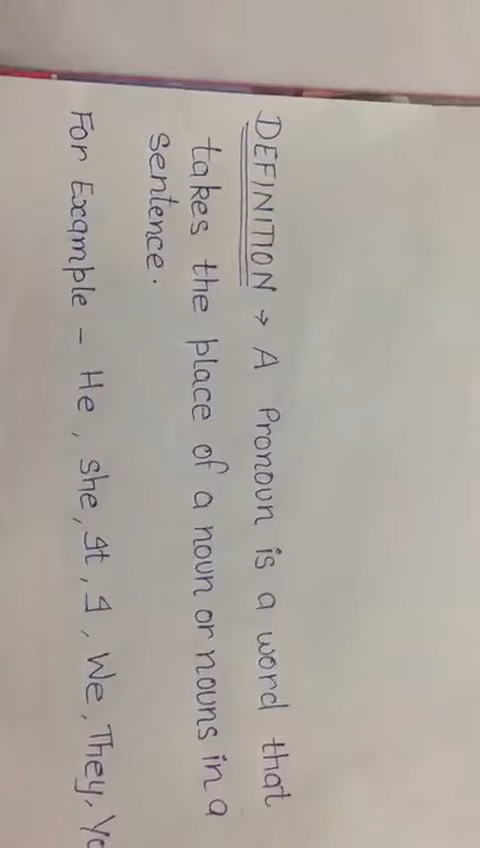 DEFINITION → A Pronoun is a word that
takes the place of a noun or nouns in a
sentence.
For Example - He, she, It, I, We, They,